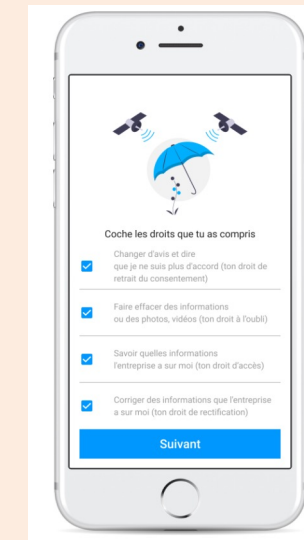 Coche les droits que tu as compris
Changer d'avis et dire
que je ne suis plus d'accord (ton droit de
retrait du consentement)
Faire effacer des informations
ou des photos, vidéos (ton droit à l'oubli)
Savoir quelles informations
l'entreprise a sur moi (ton droit d'accès)
Corriger des informations que l'entreprise
a sur moi (ton droit de rectification)
Suivant